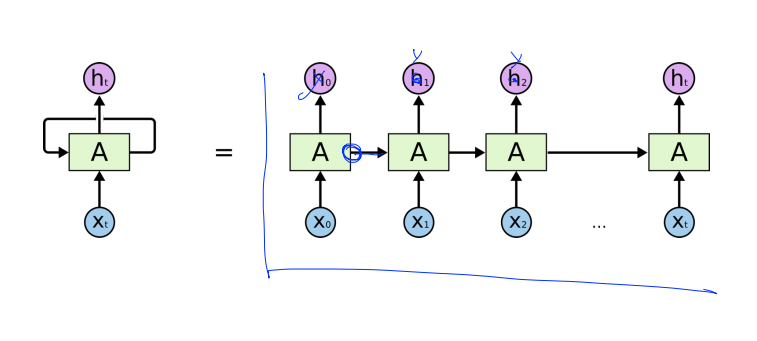 y y
hₜ h₀ h₁ h₂ hₜ
A = A A A A
xₜ x₀ x₁ x₂ ... xₜ